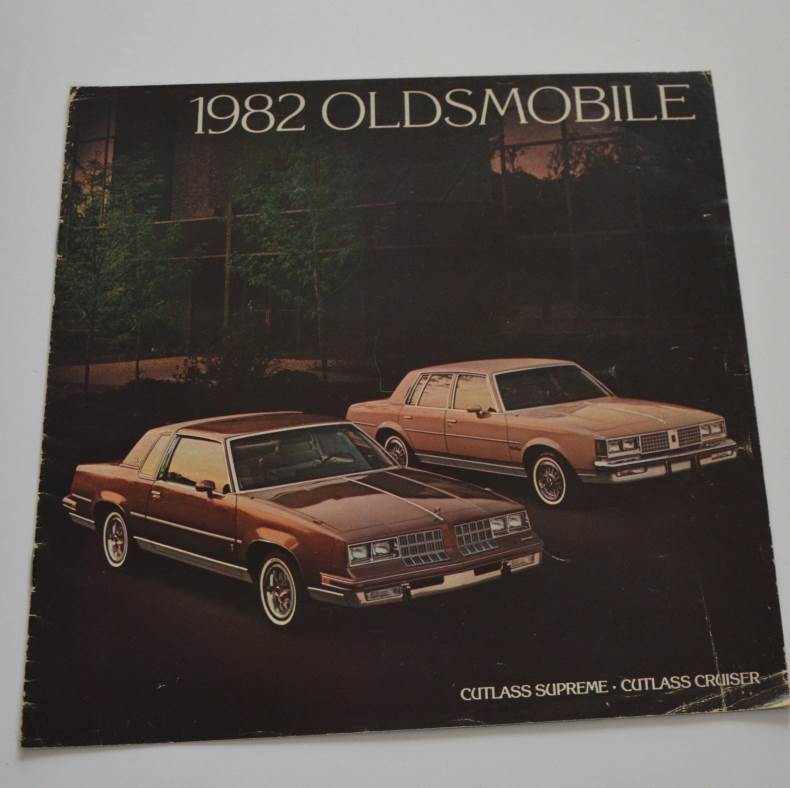 1982 OLDSMOBILE
CUTLASS SUPREME · CUTLASS CRUISER